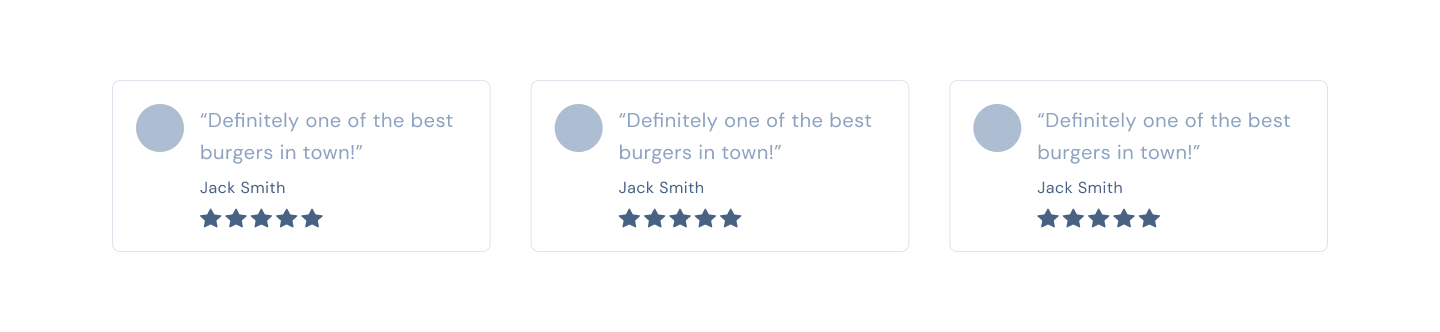 “Definitely one of the best
burgers in town!”
Jack Smith
“Definitely one of the best
burgers in town!”
Jack Smith
“Definitely one of the best
burgers in town!”
Jack Smith